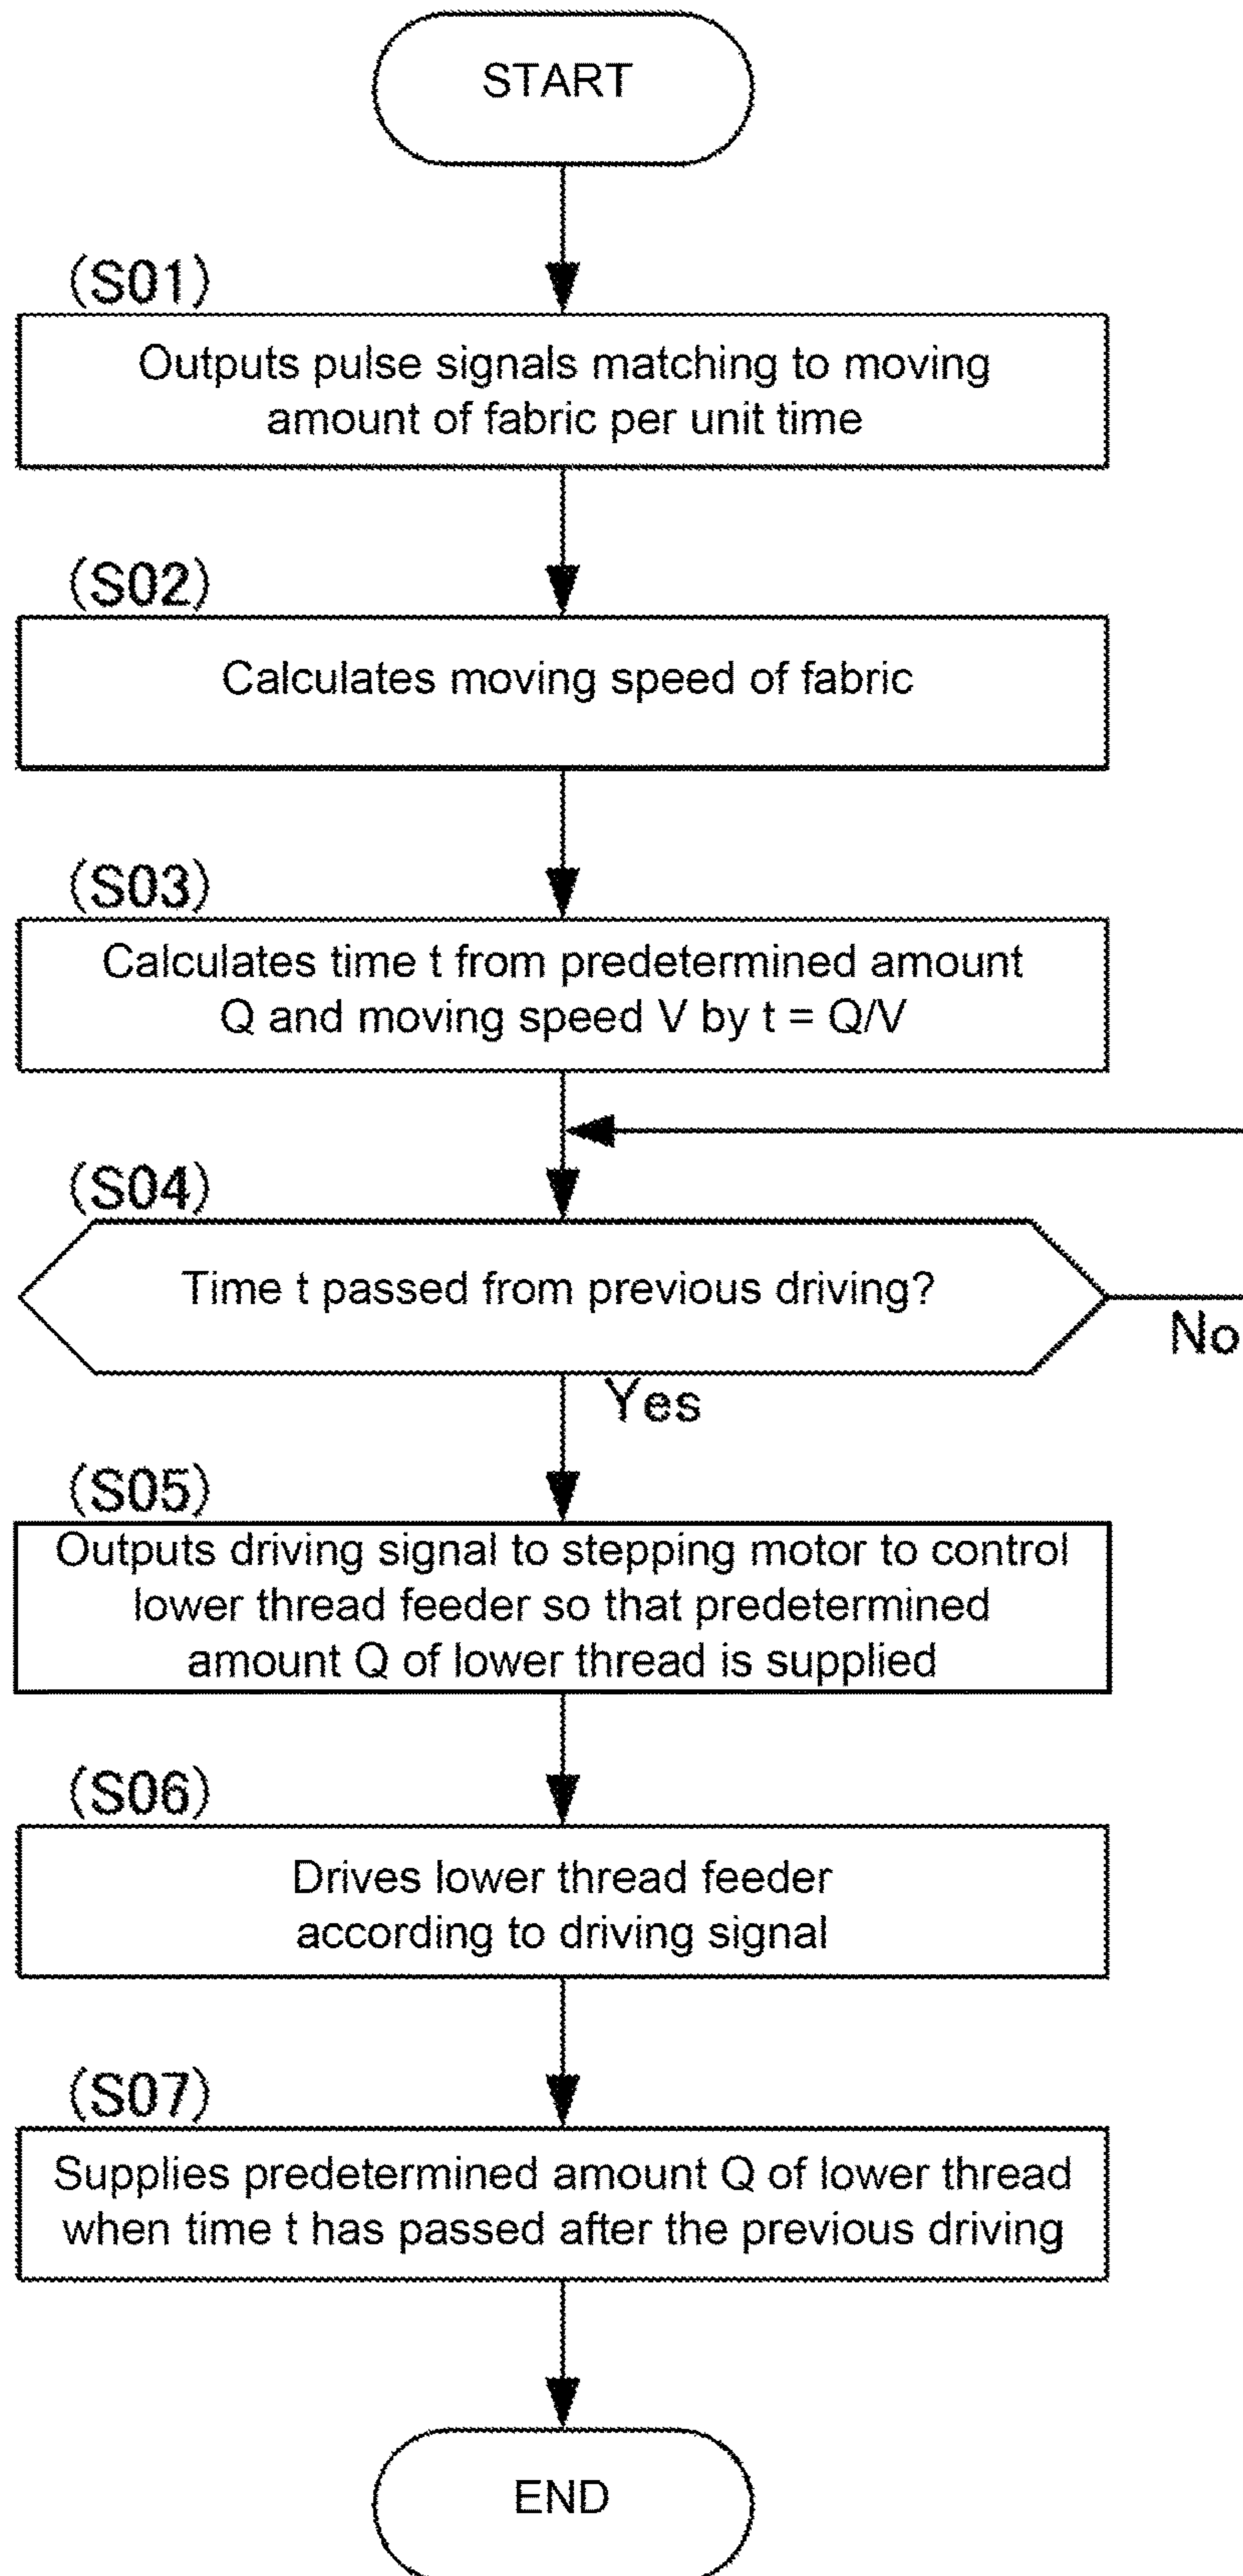 START
(S01)
Outputs pulse signals matching to moving
amount of fabric per unit time
(S02)
Calculates moving speed of fabric
(S03)
Calculates time t from predetermined amount
Q and moving speed V by t = Q/V
(S04)
Time t passed from previous driving?
No
Yes
(S05)
Outputs driving signal to stepping motor to control
lower thread feeder so that predetermined
amount Q of lower thread is supplied
(S06)
Drives lower thread feeder
according to driving signal
(S07)
Supplies predetermined amount Q of lower thread
when time t has passed after the previous driving
END